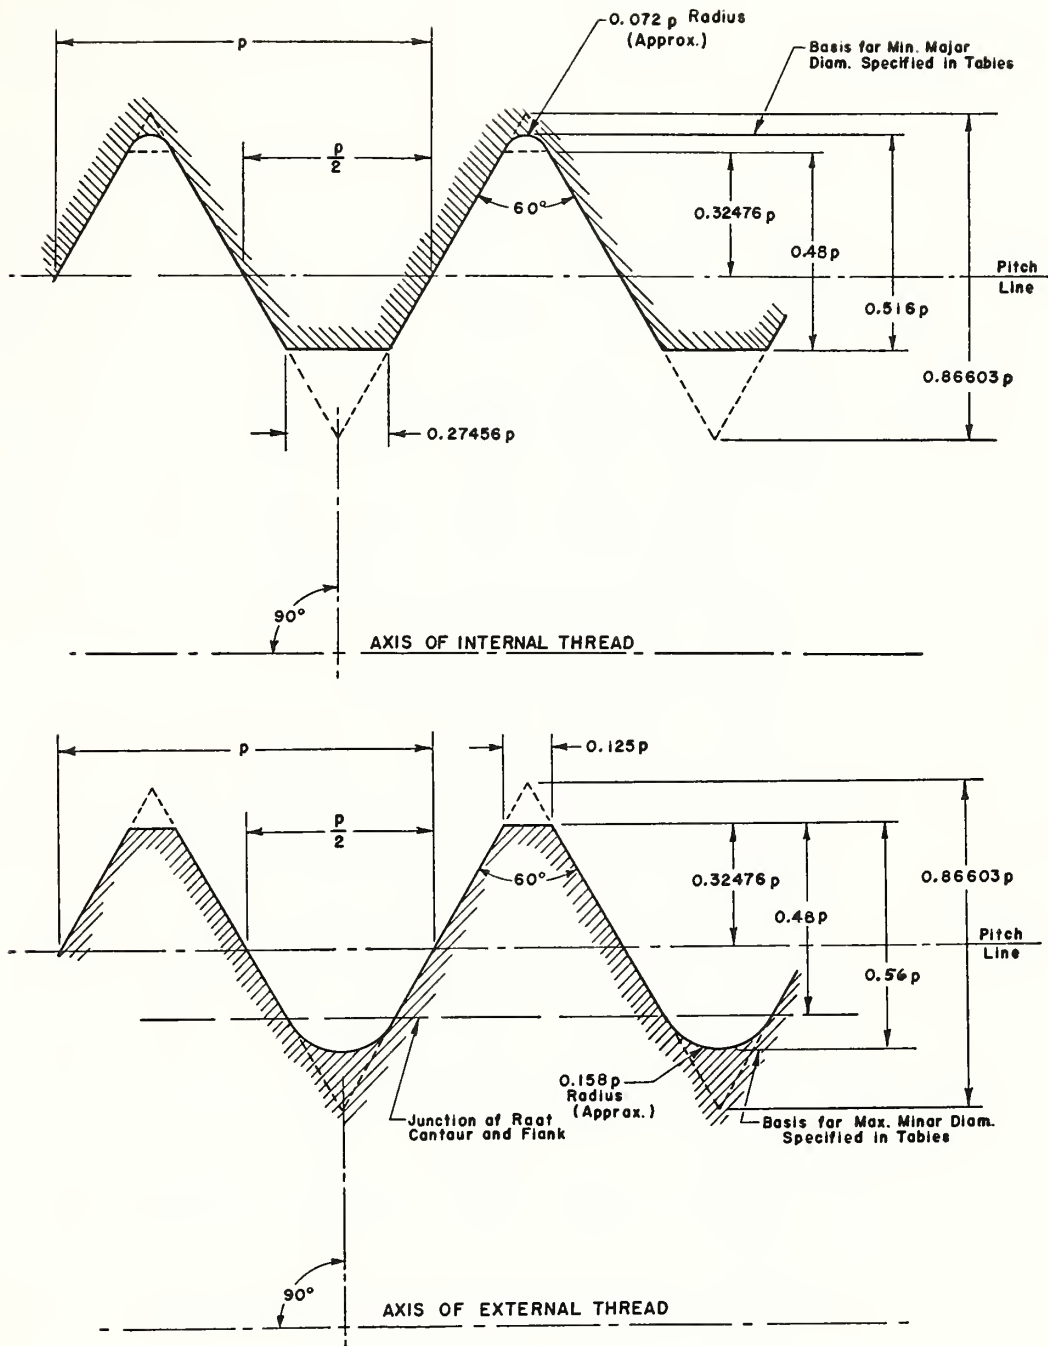 p
0.072 p Radius
(Approx.)
Basis far Min. Majar
Diam. Specified in Tables
p
2
60°
0.32476 p
0.48p
0.516 p
0.86603 p
Pitch
Line
0.27456 p
90°
AXIS OF INTERNAL THREAD
p
0.125p
p
2
60°
0.32476 p
0.48p
0.56 p
0.86603 p
Pitch
Line
0.158p
Radius
(Approx.)
Junction of Raat
Cantaur and Flank
Basis far Max. Minar Diam.
Specified in Tables
90°
AXIS OF EXTERNAL THREAD